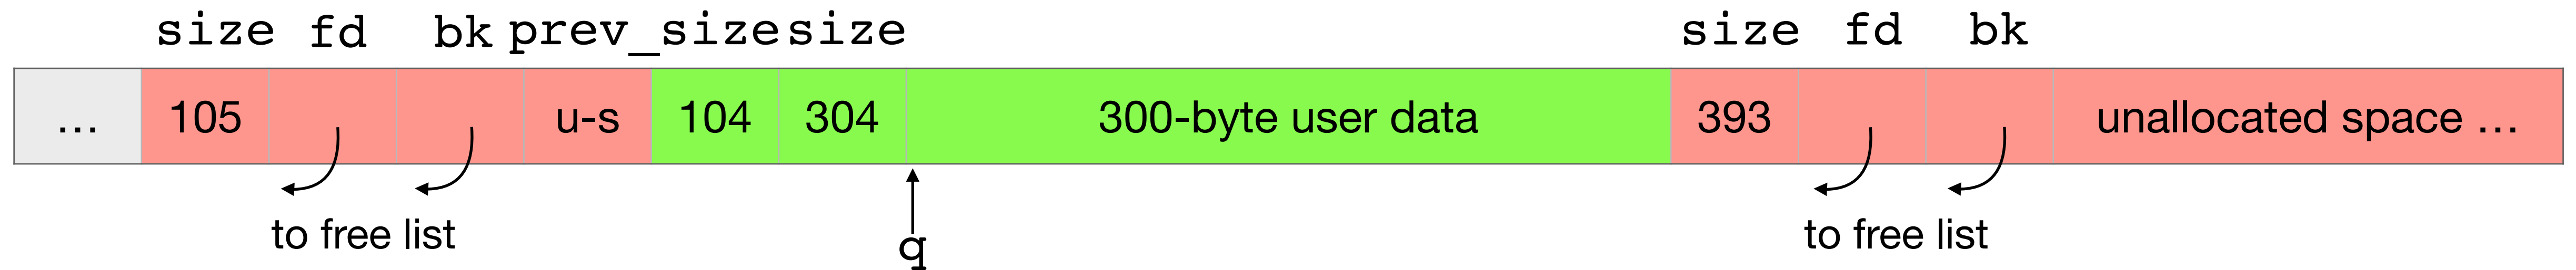 size fd bk prev_size size size fd bk
… 105 u-s 104 304 300-byte user data 393 unallocated space …
to free list to free list
q